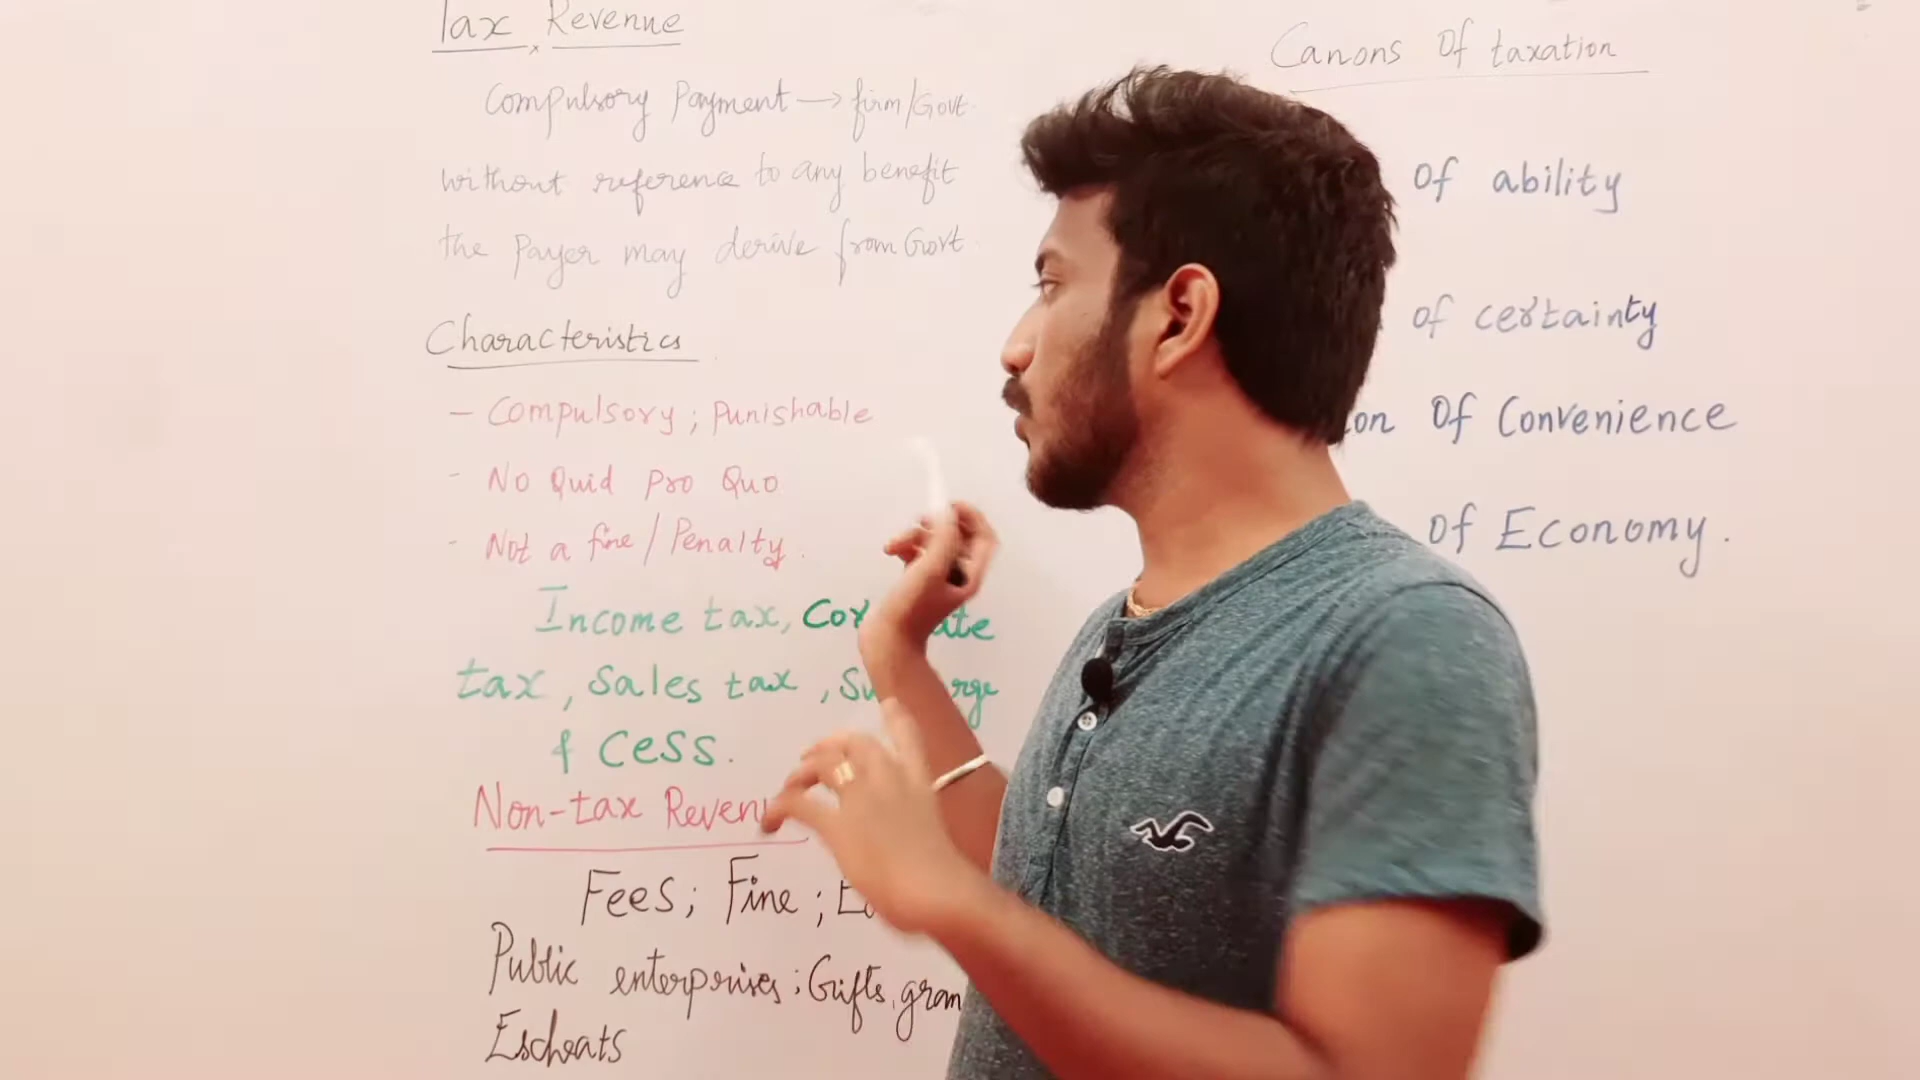 Tax Revenue
Compulsory Payment → firm/Govt.
without reference to any benefit
the Payer may derive from Govt.
Characteristics
- Compulsory ; Punishable
- No Quid pro Quo
- Not a fine / Penalty.
Income tax,
tax, Sales tax,
& Cess.
Non-tax
Fees; Fine ;
Public enterprises ; Gifts,
Escheats
Canons Of taxation
Of ability
of certainty
Of Convenience
of Economy.